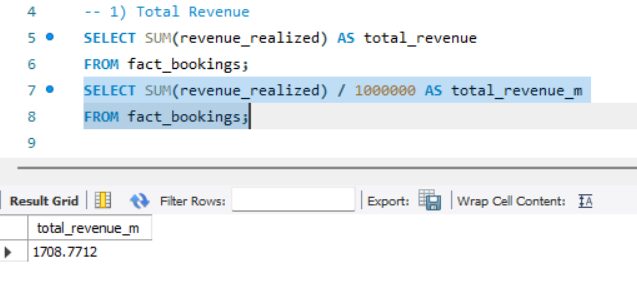 4 -- 1) Total Revenue
5 SELECT SUM(revenue_realized) AS total_revenue
6 FROM fact_bookings;
7 SELECT SUM(revenue_realized) / 1000000 AS total_revenue_m
8 FROM fact_bookings;
9
Result Grid Filter Rows: Export: Wrap Cell Content: IA
total_revenue_m
1708.7712